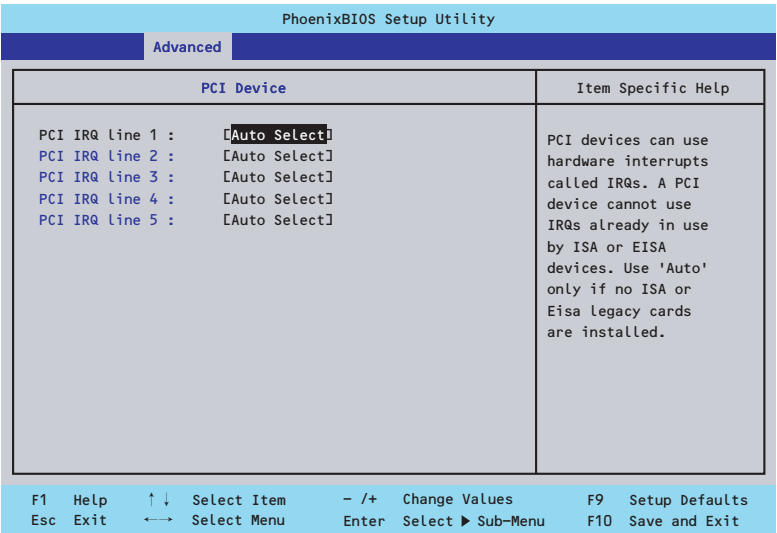 PhoenixBIOS Setup Utility
Advanced
PCI Device
PCI IRQ line 1 : [Auto Select]
PCI IRQ line 2 : [Auto Select]
PCI IRQ line 3 : [Auto Select]
PCI IRQ line 4 : [Auto Select]
PCI IRQ line 5 : [Auto Select]
Item Specific Help
PCI devices can use
hardware interrupts
called IRQs. A PCI
device cannot use
IRQs already in use
by ISA or EISA
devices. Use 'Auto'
only if no ISA or
Eisa legacy cards
are installed.
F1 Help ↑↓ Select Item - /+ Change Values F9 Setup Defaults
Esc Exit ←→ Select Menu Enter Select ▶ Sub-Menu F10 Save and Exit